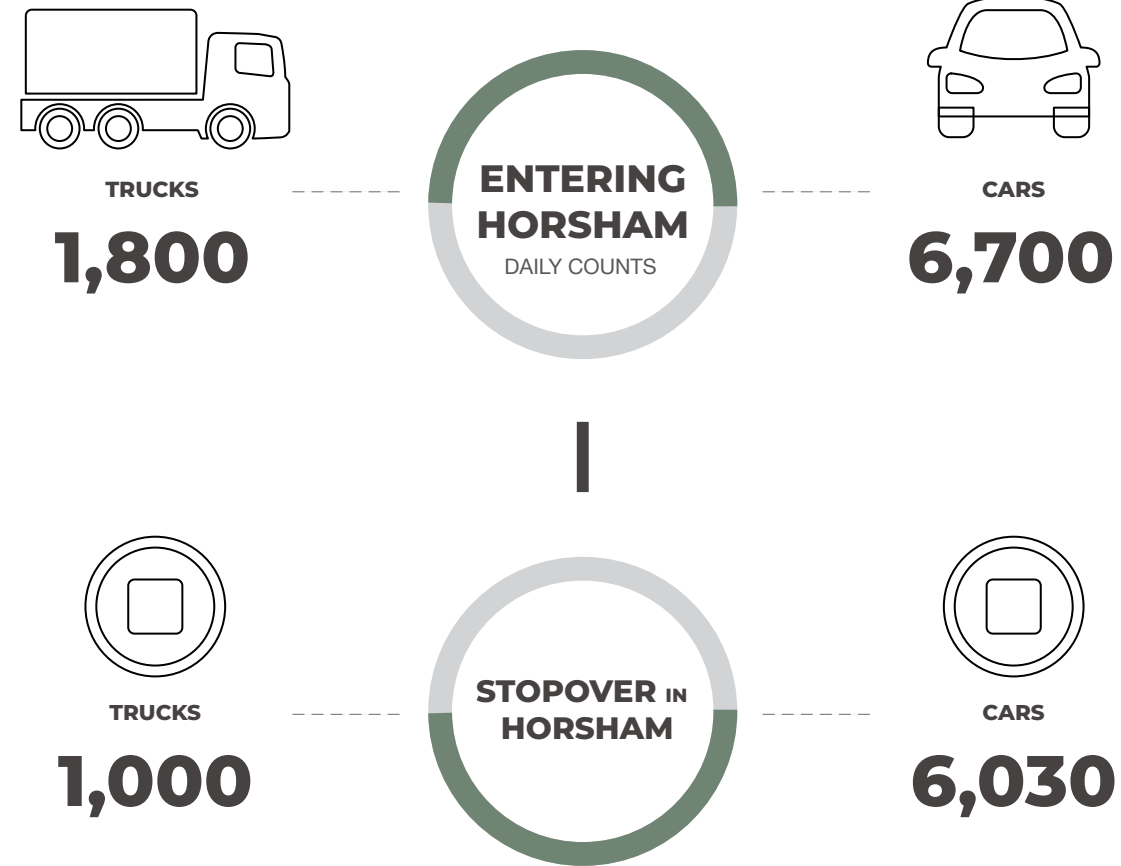 TRUCKS
1,800
ENTERING
HORSHAM
DAILY COUNTS
CARS
6,700
TRUCKS
1,000
STOPOVER IN
HORSHAM
CARS
6,030